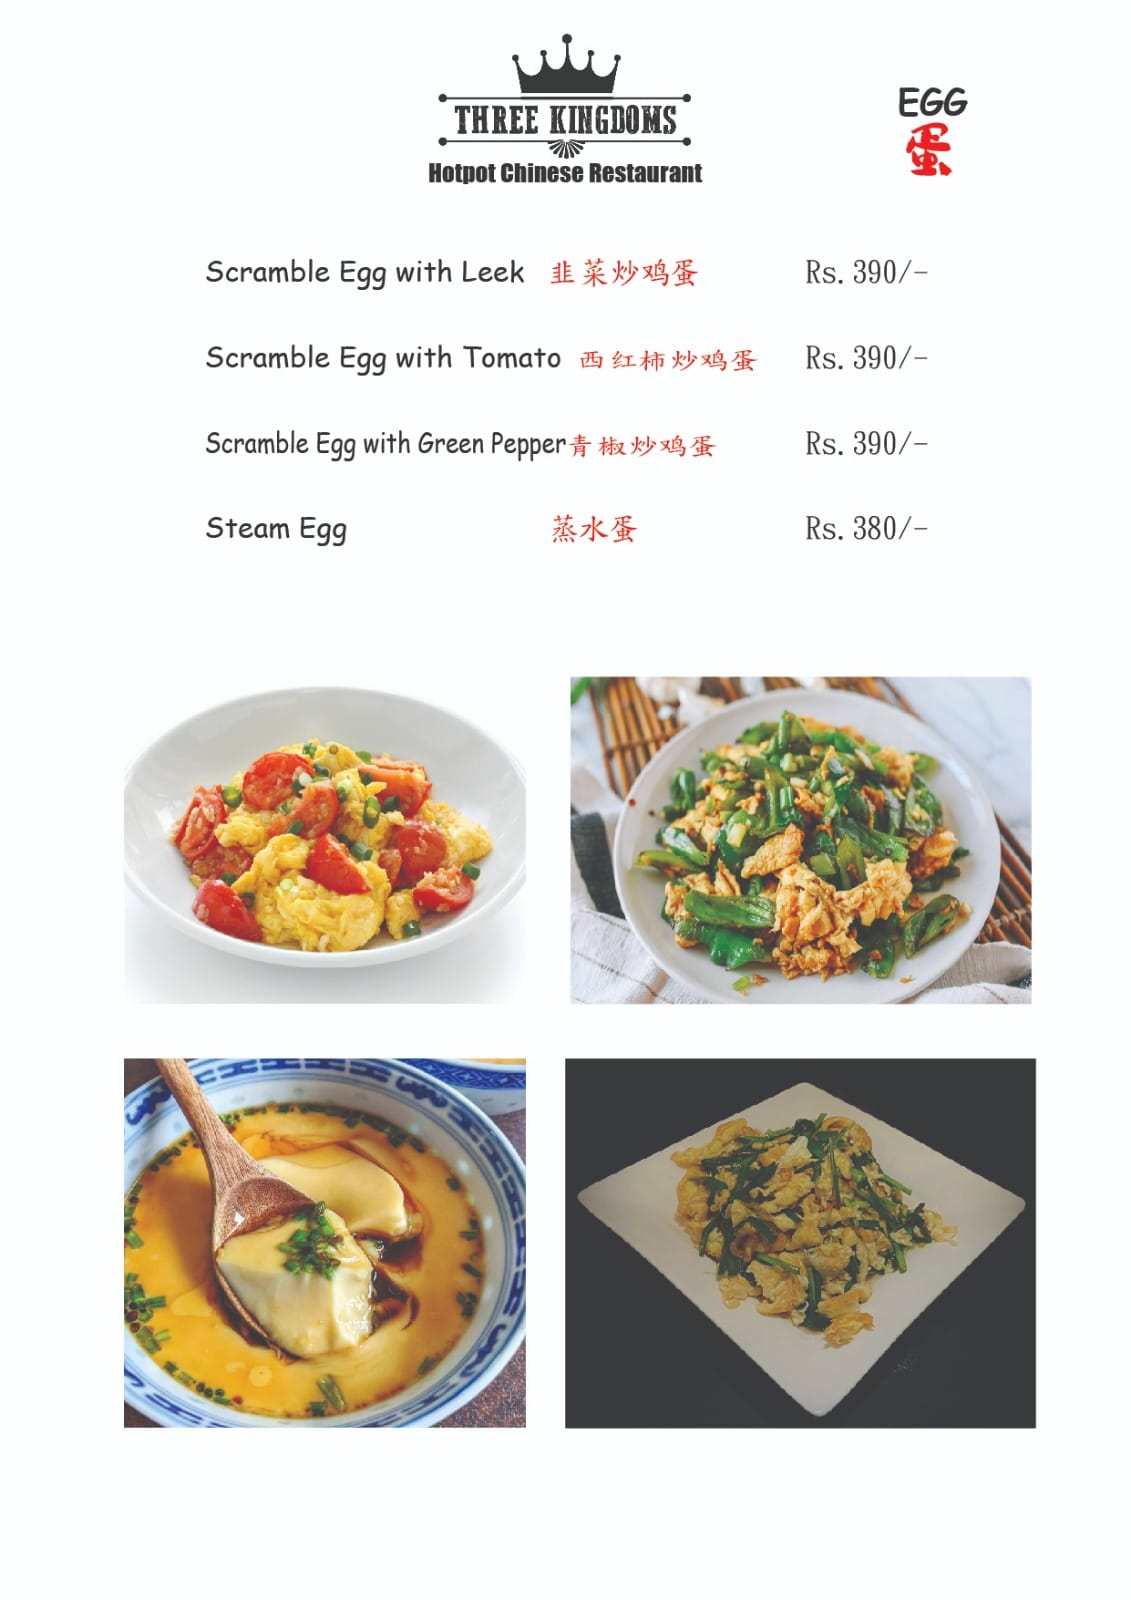 THREE KINGDOMS
Hotpot Chinese Restaurant
EGG
蛋
Scramble Egg with Leek 韭菜炒鸡蛋 Rs. 390/-
Scramble Egg with Tomato 西红柿炒鸡蛋 Rs. 390/-
Scramble Egg with Green Pepper 青椒炒鸡蛋 Rs. 390/-
Steam Egg 蒸水蛋 Rs. 380/-